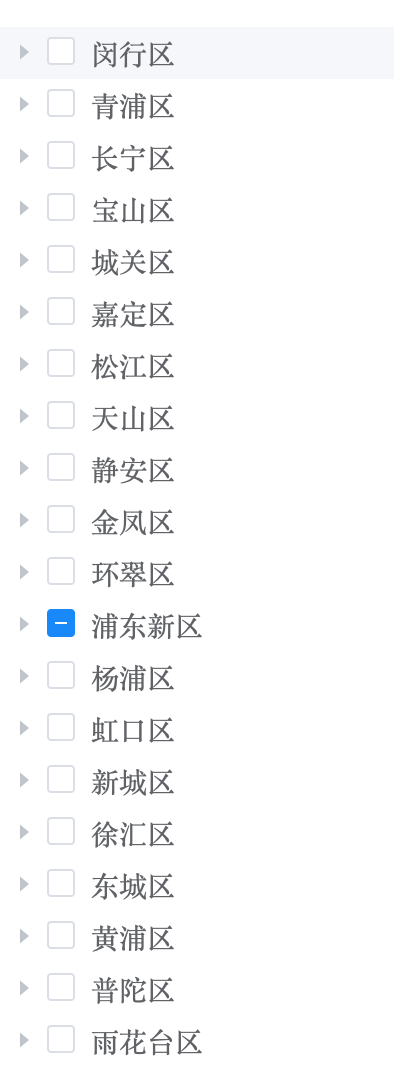 闵行区
青浦区
长宁区
宝山区
城关区
嘉定区
松江区
天山区
静安区
金凤区
环翠区
浦东新区
杨浦区
虹口区
新城区
徐汇区
东城区
黄浦区
普陀区
雨花台区